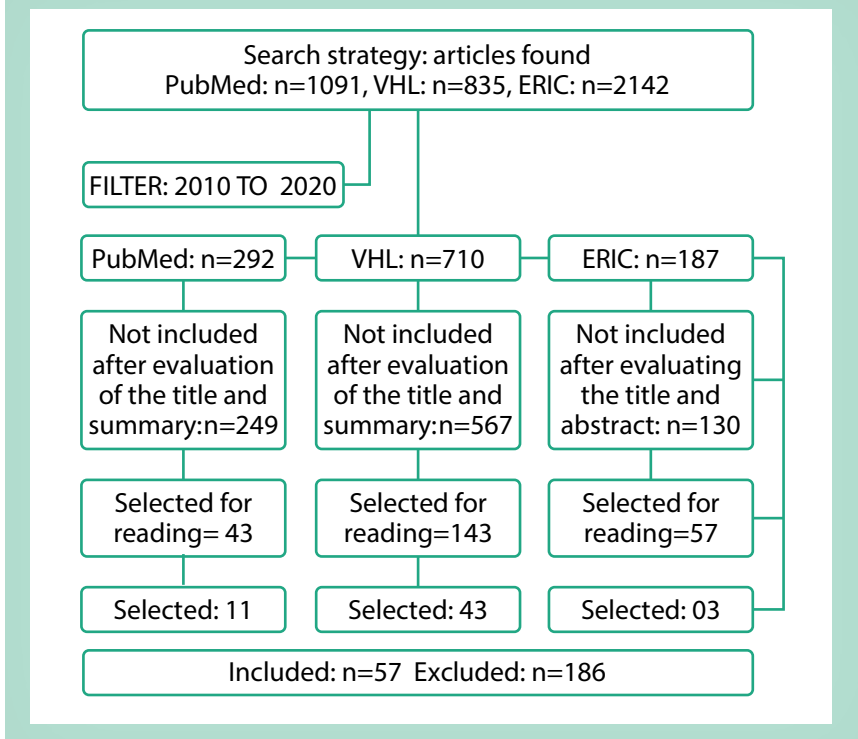 Search strategy: articles found
PubMed: n=1091, VHL: n=835, ERIC: n=2142
FILTER: 2010 TO 2020
PubMed: n=292
VHL: n=710
ERIC: n=187
Not included
after evaluation
of the title and
summary:n=249
Not included
after evaluation
of the title and
summary:n=567
Not included
after evaluating
the title and
abstract: n=130
Selected for
reading= 43
Selected for
reading=143
Selected for
reading=57
Selected: 11
Selected: 43
Selected: 03
Included: n=57 Excluded: n=186